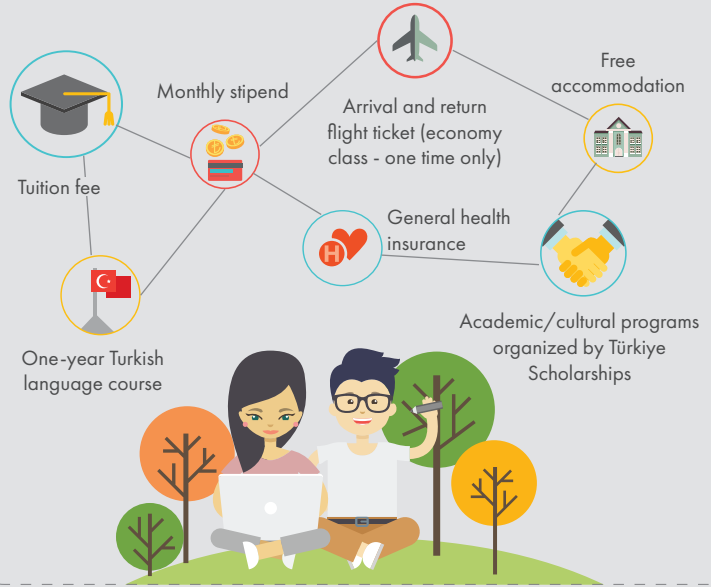 Monthly stipend
Free
accommodation
Arrival and return
flight ticket (economy
class - one time only)
Tuition fee
General health
insurance
H
Academic/cultural programs
organized by Türkiye
Scholarships
One-year Turkish
language course